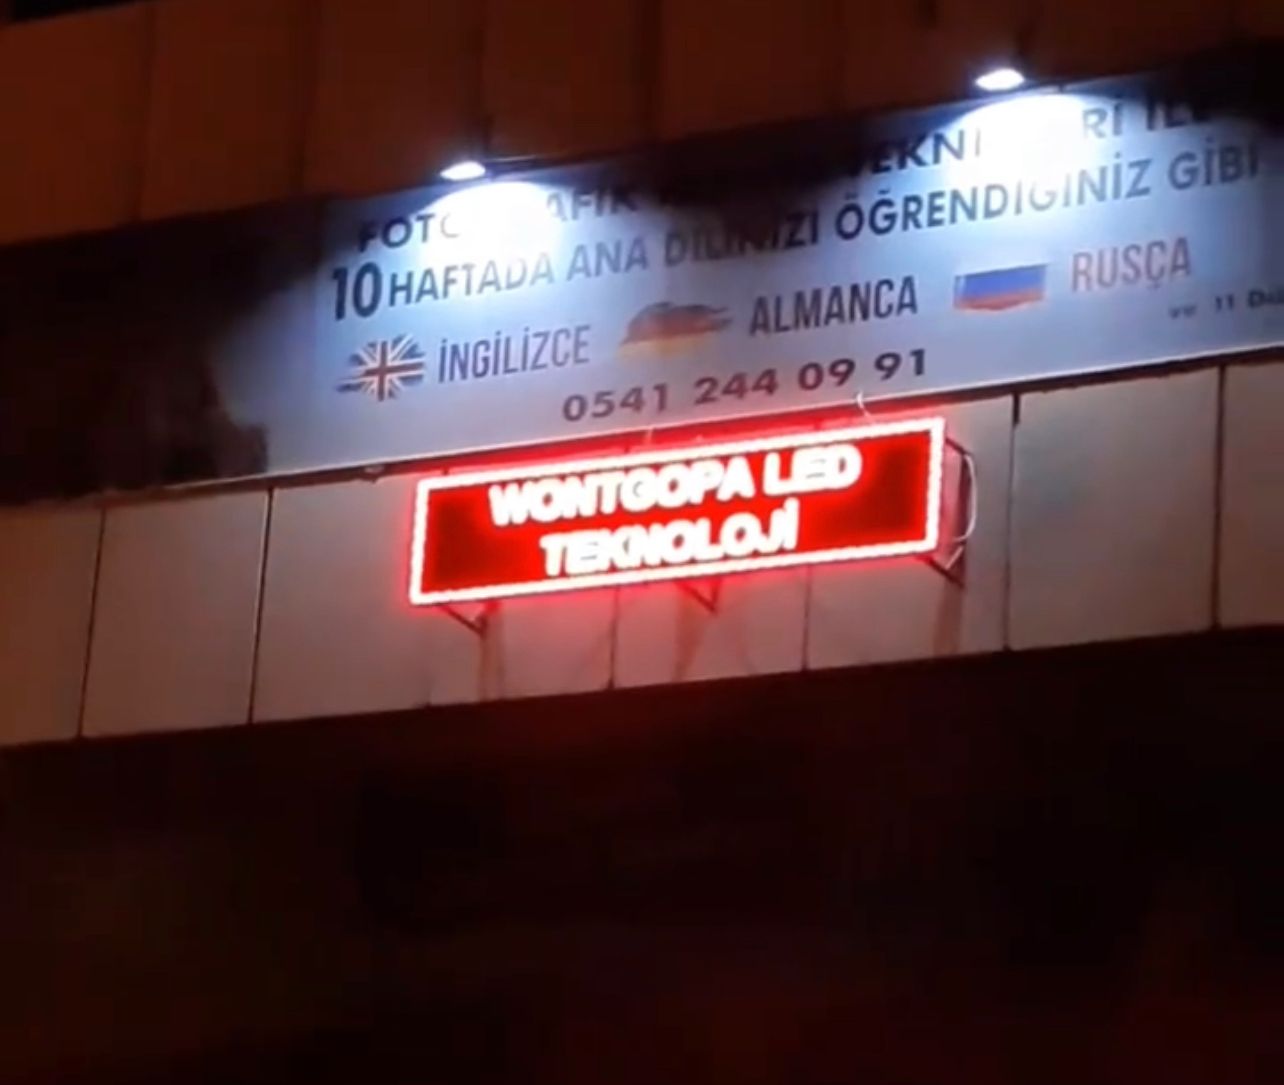 10 HAFTADA ANA DİLİNİZİ ÖĞRENDİĞİNİZ GİBİ
İNGİLİZCE ALMANCA RUSÇA
0541 244 09 91
WONTGOPA LED
TEKNOLOJİ